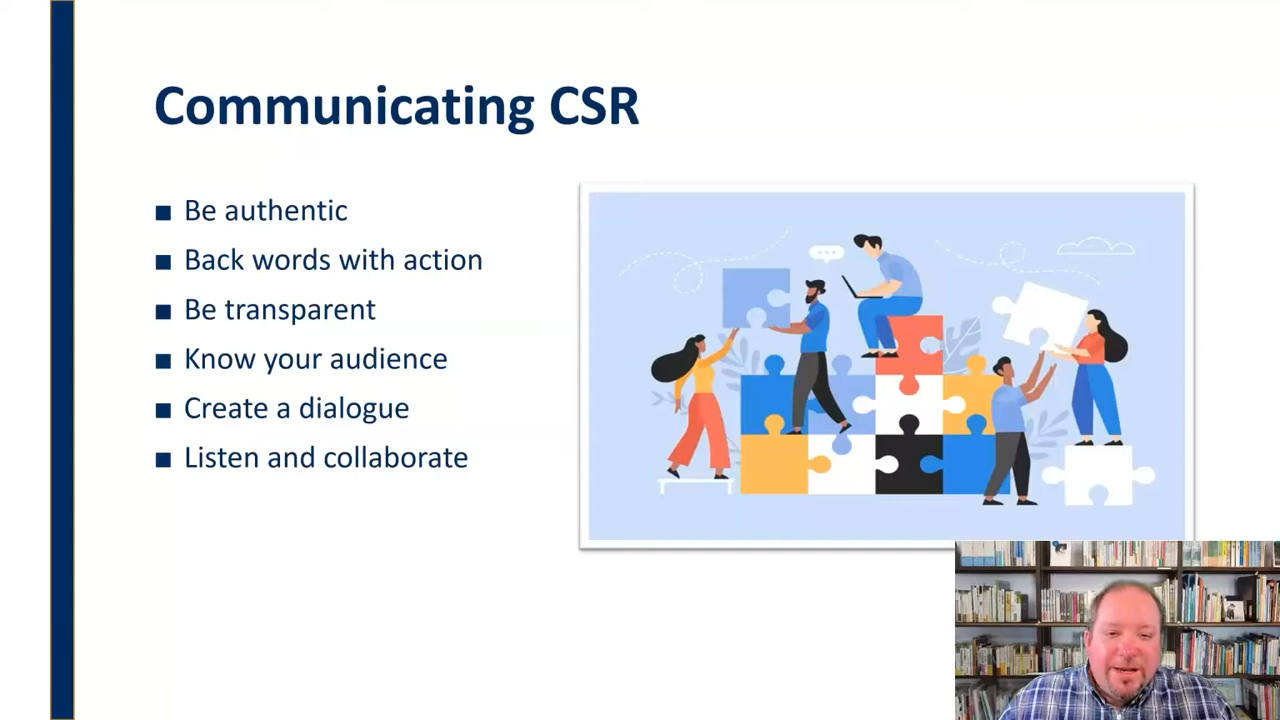 Communicating CSR
■ Be authentic
■ Back words with action
■ Be transparent
■ Know your audience
■ Create a dialogue
■ Listen and collaborate